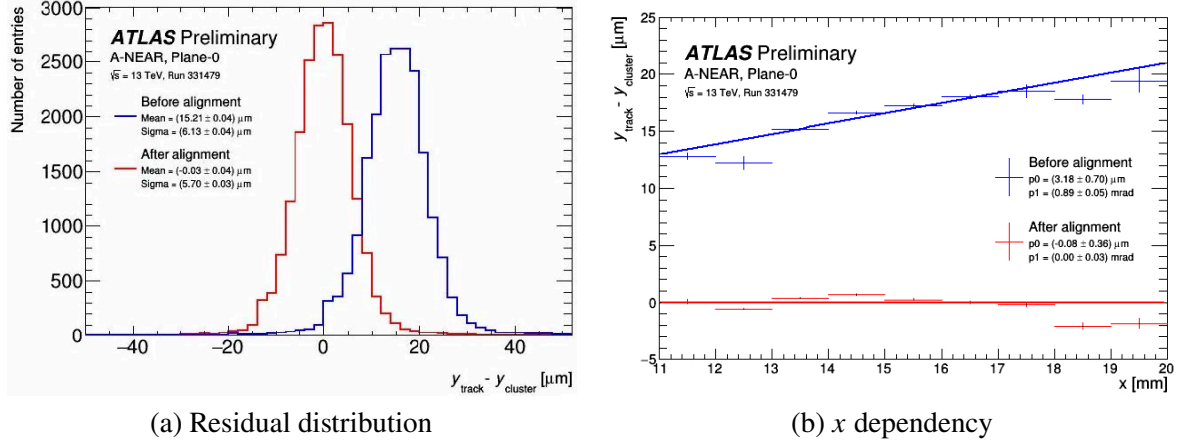 3000
2500
2000
1500
1000
500
0
Number of entries
ATLAS Preliminary
A-NEAR, Plane-0
√s = 13 TeV, Run 331479
Before alignment
Mean = (15.21 ± 0.04) μm
Sigma = (6.13 ± 0.04) μm
After alignment
Mean = (-0.03 ± 0.04) μm
Sigma = (5.70 ± 0.03) μm
−40 −20 0 20 40
y_track - y_cluster [μm]
(a) Residual distribution
25
20
15
10
5
0
−5
y_track - y_cluster [μm]
ATLAS Preliminary
A-NEAR, Plane-0
√s = 13 TeV, Run 331479
Before alignment
p0 = (3.18 ± 0.70) μm
p1 = (0.89 ± 0.05) mrad
After alignment
p0 = (-0.08 ± 0.36) μm
p1 = (0.00 ± 0.03) mrad
11 12 13 14 15 16 17 18 19 20
x [mm]
(b) x dependency